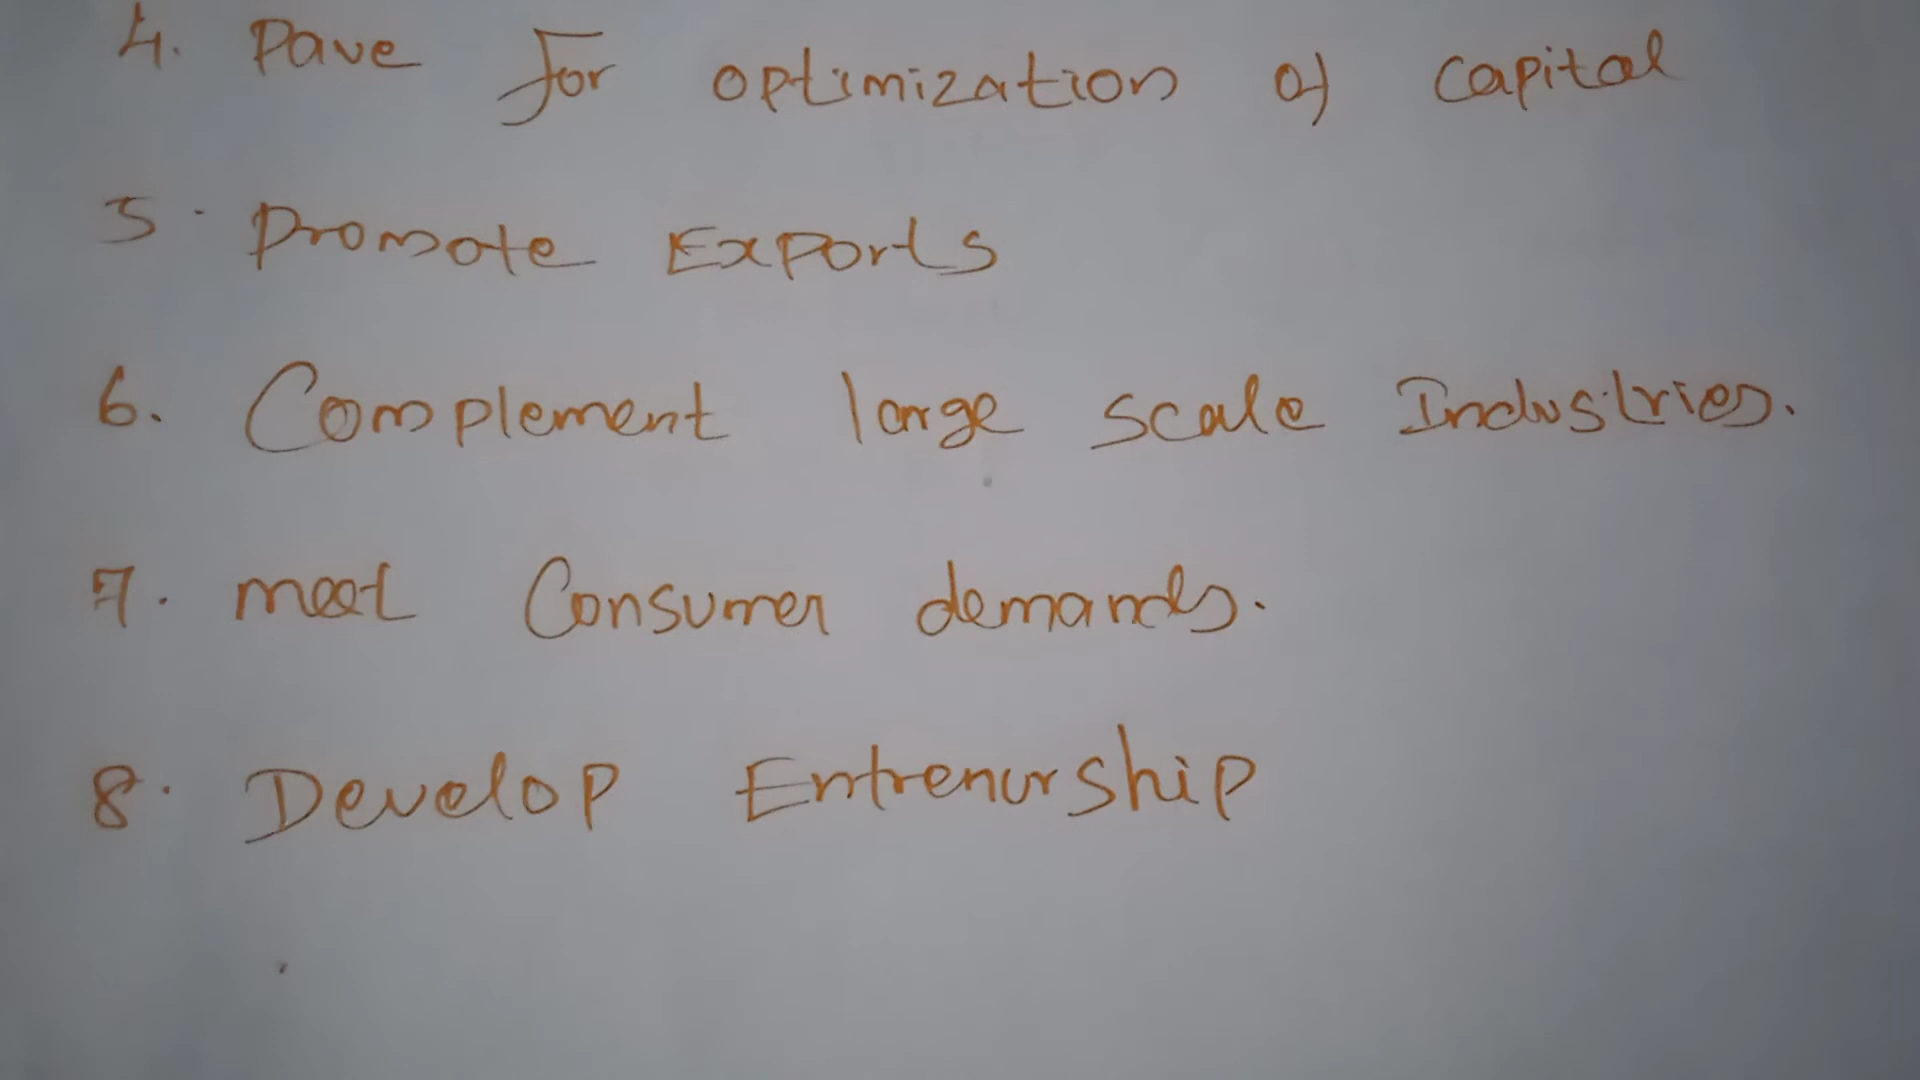 4. Pave for optimization of capital
5. Promote Exports
6. Complement large scale Industries.
7. meet Consumer demands.
8. Develop Entrenurship